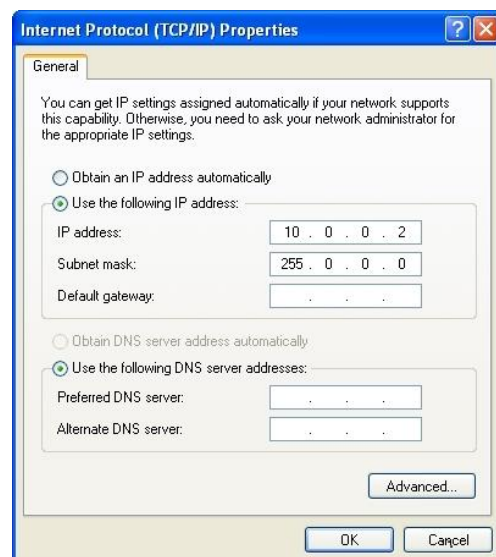 Internet Protocol (TCP/IP) Properties
General
You can get IP settings assigned automatically if your network supports
this capability. Otherwise, you need to ask your network administrator for
the appropriate IP settings.
Obtain an IP address automatically
Use the following IP address:
IP address: 10 . 0 . 0 . 2
Subnet mask: 255 . 0 . 0 . 0
Default gateway: . . .
Obtain DNS server address automatically
Use the following DNS server addresses:
Preferred DNS server: . . .
Alternate DNS server: . . .
Advanced...
OK Cancel